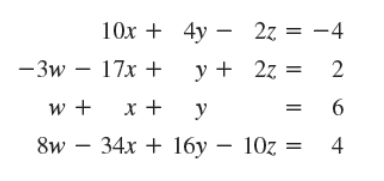 10x + 4y − 2z = −4
−3w − 17x + y + 2z = 2
w + x + y = 6
8w − 34x + 16y − 10z = 4